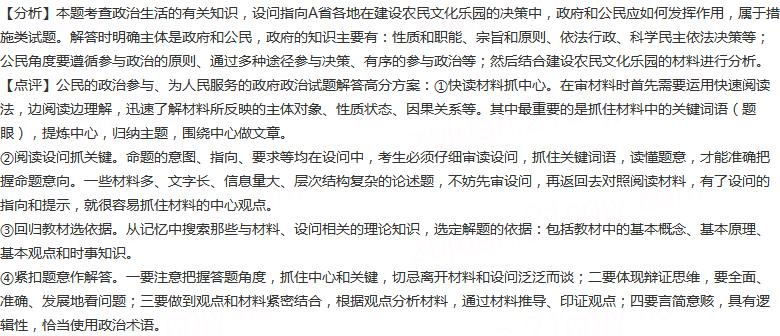 【分析】本题考查政治生活的有关知识，设问指向A省各地在建设农民文化乐园的决策中，政府和公民应如何发挥作用，属于措
施类试题。解答时明确主体是政府和公民，政府的知识主要有：性质和职能、宗旨和原则、依法行政、科学民主依法决策等；
公民角度要遵循参与政治的原则、通过多种途径参与决策、有序的参与政治等；然后结合建设农民文化乐园的材料进行分析。
【点评】公民的政治参与、为人民服务的政府政治试题解答高分方案：①快读材料抓中心。在审材料时首先需要运用快速阅读
法，边阅读边理解，迅速了解材料所反映的主体对象、性质状态、因果关系等。其中最重要的是抓住材料中的关键词语（题
眼），提炼中心，归纳主题，围绕中心做文章。
②阅读设问抓关键。命题的意图、指向、要求等均在设问中，考生必须仔细审读设问，抓住关键词语，读懂题意，才能准确把
握命题意向。一些材料多、文字长、信息量大、层次结构复杂的论述题，不妨先审设问，再返回去对照阅读材料，有了设问的
指向和提示，就很容易抓住材料的中心观点。
③回归教材选依据。从记忆中搜索那些与材料、设问相关的理论知识，选定解题的依据：包括教材中的基本概念、基本原理、
基本观点和时事知识。
④紧扣题意作解答。一要注意把握答题角度，抓住中心和关键，切忌离开材料和设问泛泛而谈；二要体现辩证思维，要全面、
准确、发展地看问题；三要做到观点和材料紧密结合，根据观点分析材料，通过材料推导、印证观点；四要言简意赅，具有逻
辑性，恰当使用政治术语。